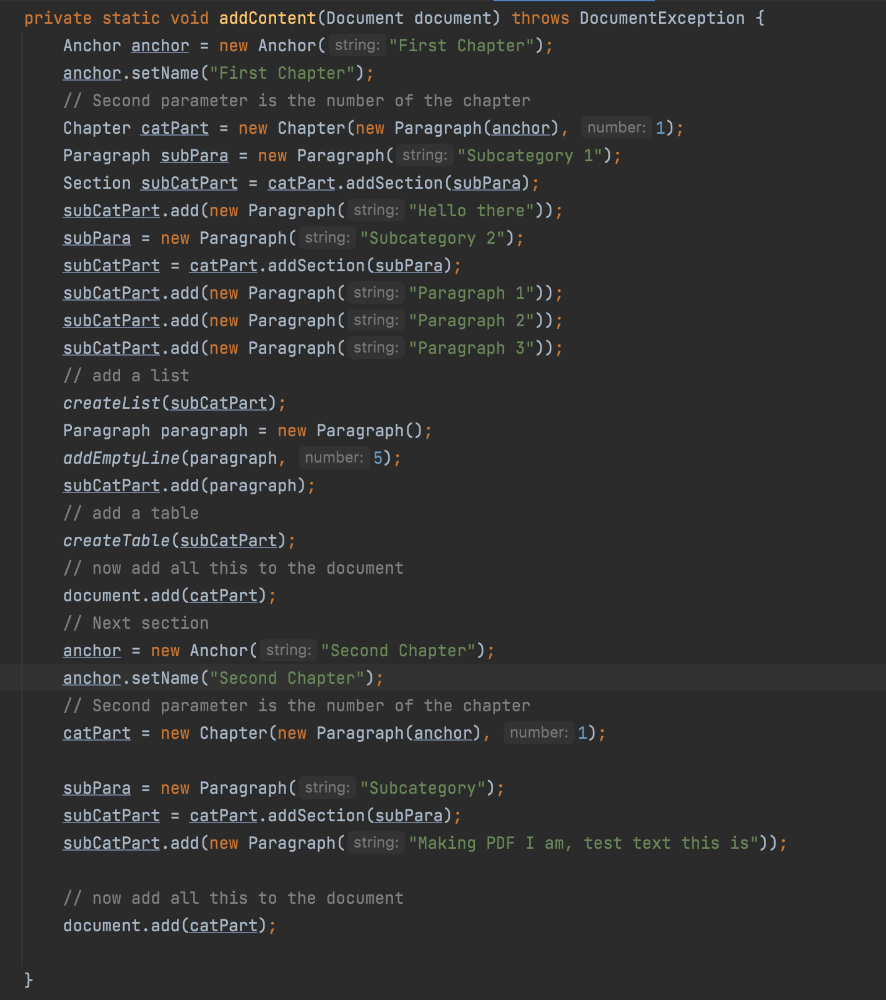 private static void addContent(Document document) throws DocumentException {
Anchor anchor = new Anchor( string: "First Chapter");
anchor.setName("First Chapter");
// Second parameter is the number of the chapter
Chapter catPart = new Chapter(new Paragraph(anchor), number: 1);
Paragraph subPara = new Paragraph( string: "Subcategory 1");
Section subCatPart = catPart.addSection(subPara);
subCatPart.add(new Paragraph( string: "Hello there"));
subPara = new Paragraph( string: "Subcategory 2");
subCatPart = catPart.addSection(subPara);
subCatPart.add(new Paragraph( string: "Paragraph 1"));
subCatPart.add(new Paragraph( string: "Paragraph 2"));
subCatPart.add(new Paragraph( string: "Paragraph 3"));
// add a list
createList(subCatPart);
Paragraph paragraph = new Paragraph();
addEmptyLine(paragraph, number: 5);
subCatPart.add(paragraph);
// add a table
createTable(subCatPart);
// now add all this to the document
document.add(catPart);
// Next section
anchor = new Anchor( string: "Second Chapter");
anchor.setName("Second Chapter");
// Second parameter is the number of the chapter
catPart = new Chapter(new Paragraph(anchor), number: 1);
subPara = new Paragraph( string: "Subcategory");
subCatPart = catPart.addSection(subPara);
subCatPart.add(new Paragraph( string: "Making PDF I am, test text this is"));
// now add all this to the document
document.add(catPart);
}